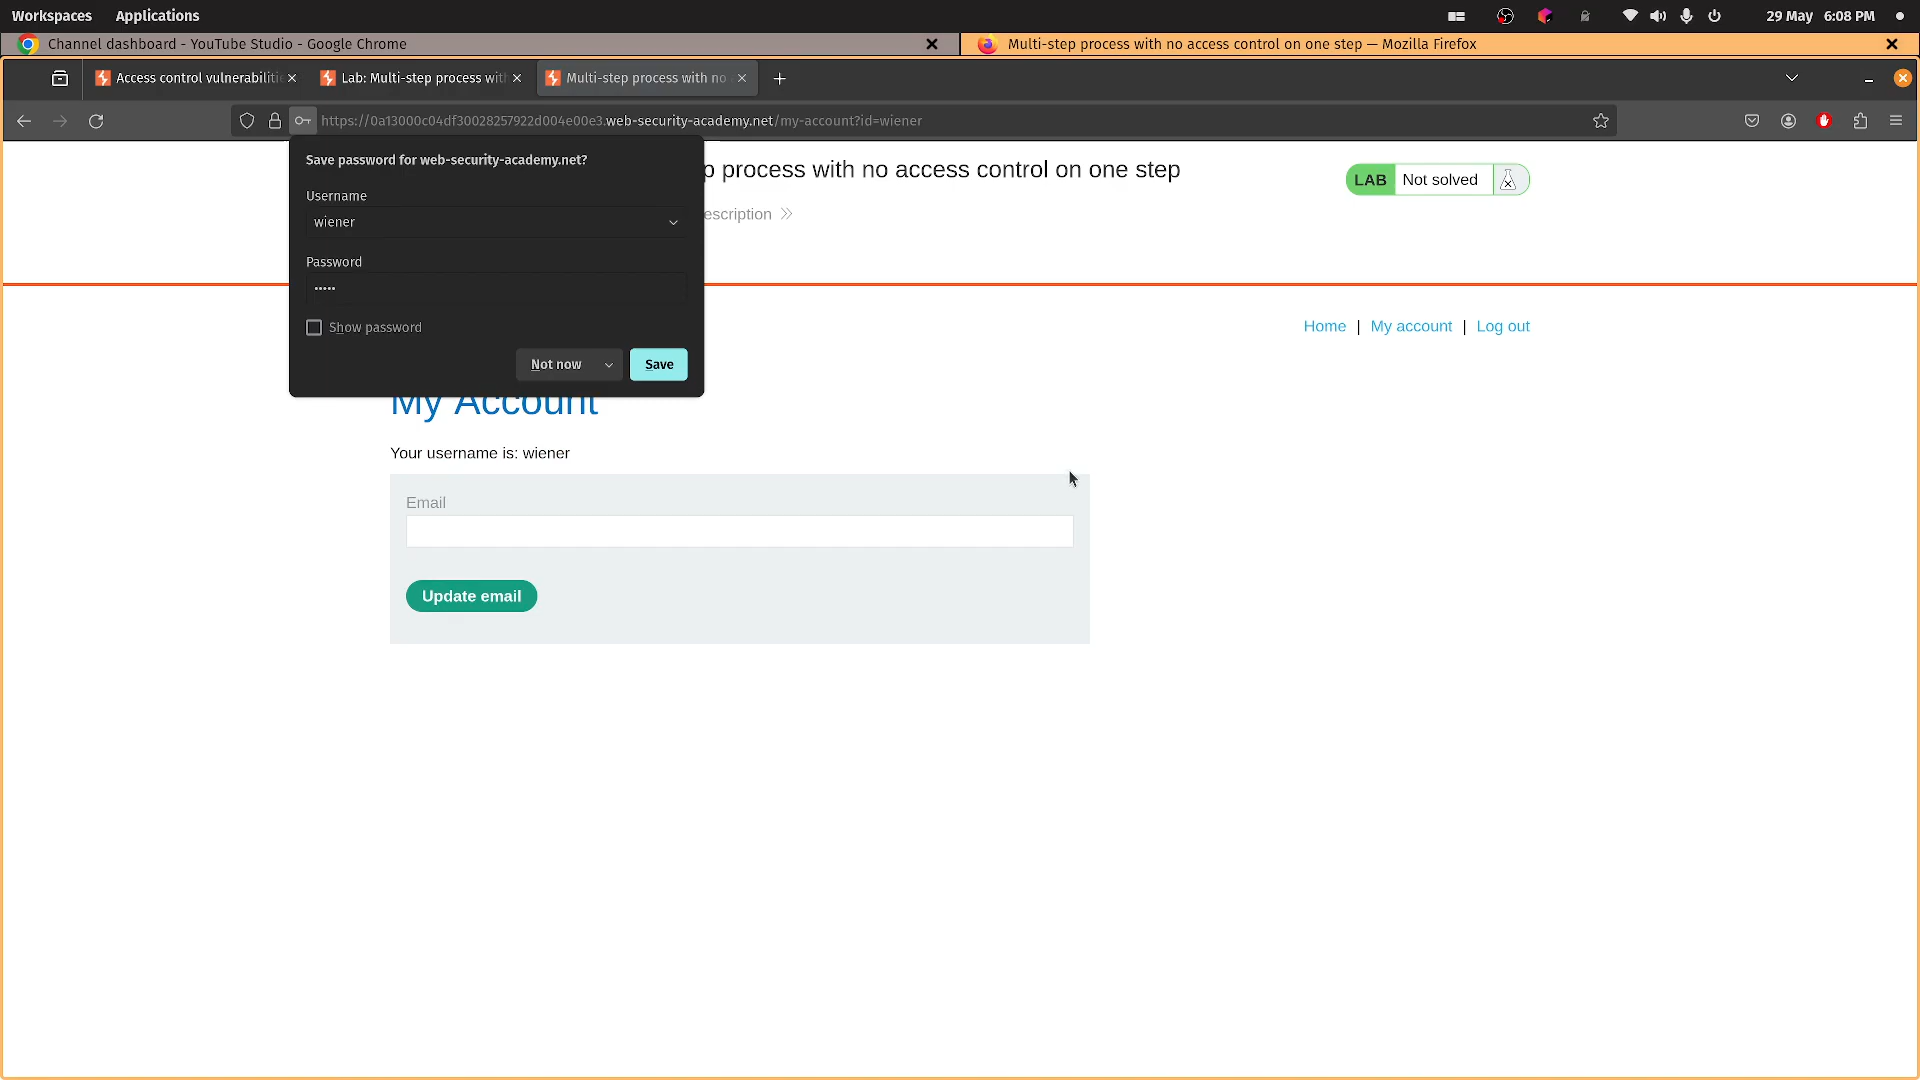 Workspaces Applications 29 May 6:08 PM
Channel dashboard - YouTube Studio - Google Chrome
Multi-step process with no access control on one step — Mozilla Firefox
Access control vulnerabiliti
Lab: Multi-step process with
Multi-step process with no
https://0a13000c04df30028257922d004e00e3.web-security-academy.net/my-account?id=wiener
Save password for web-security-academy.net?
Username
wiener
Password
•••••
Show password
Not now
Save
p process with no access control on one step
escription
LAB Not solved
Home | My account | Log out
My Account
Your username is: wiener
Email
Update email